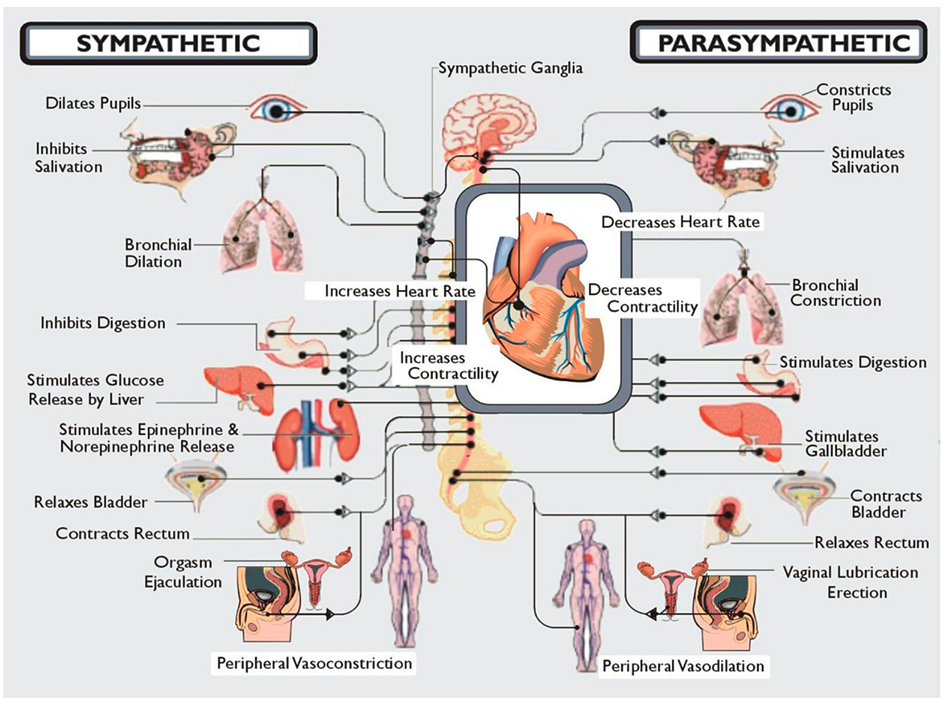 SYMPATHETIC
PARASYMPATHETIC
Sympathetic Ganglia
Dilates Pupils
Constricts
Pupils
Inhibits
Salivation
Stimulates
Salivation
Bronchial
Dilation
Decreases Heart Rate
Bronchial
Constriction
Increases Heart Rate
Decreases
Contractility
Inhibits Digestion
Increases
Contractility
Stimulates Digestion
Stimulates Glucose
Release by Liver
Stimulates Epinephrine &
Norepinephrine Release
Stimulates
Gallbladder
Relaxes Bladder
Contracts
Bladder
Contracts Rectum
Relaxes Rectum
Orgasm
Ejaculation
Vaginal Lubrication
Erection
Peripheral Vasoconstriction
Peripheral Vasodilation